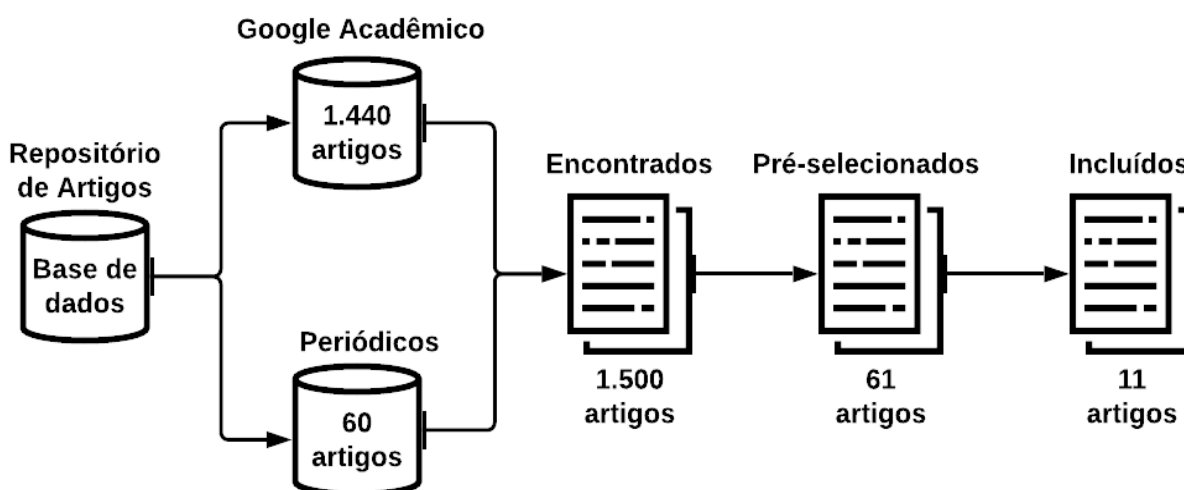 Repositório
de Artigos
Base de
dados
Google Acadêmico
1.440
artigos
Periódicos
60
artigos
Encontrados
1.500
artigos
Pré-selecionados
61
artigos
Incluídos
11
artigos